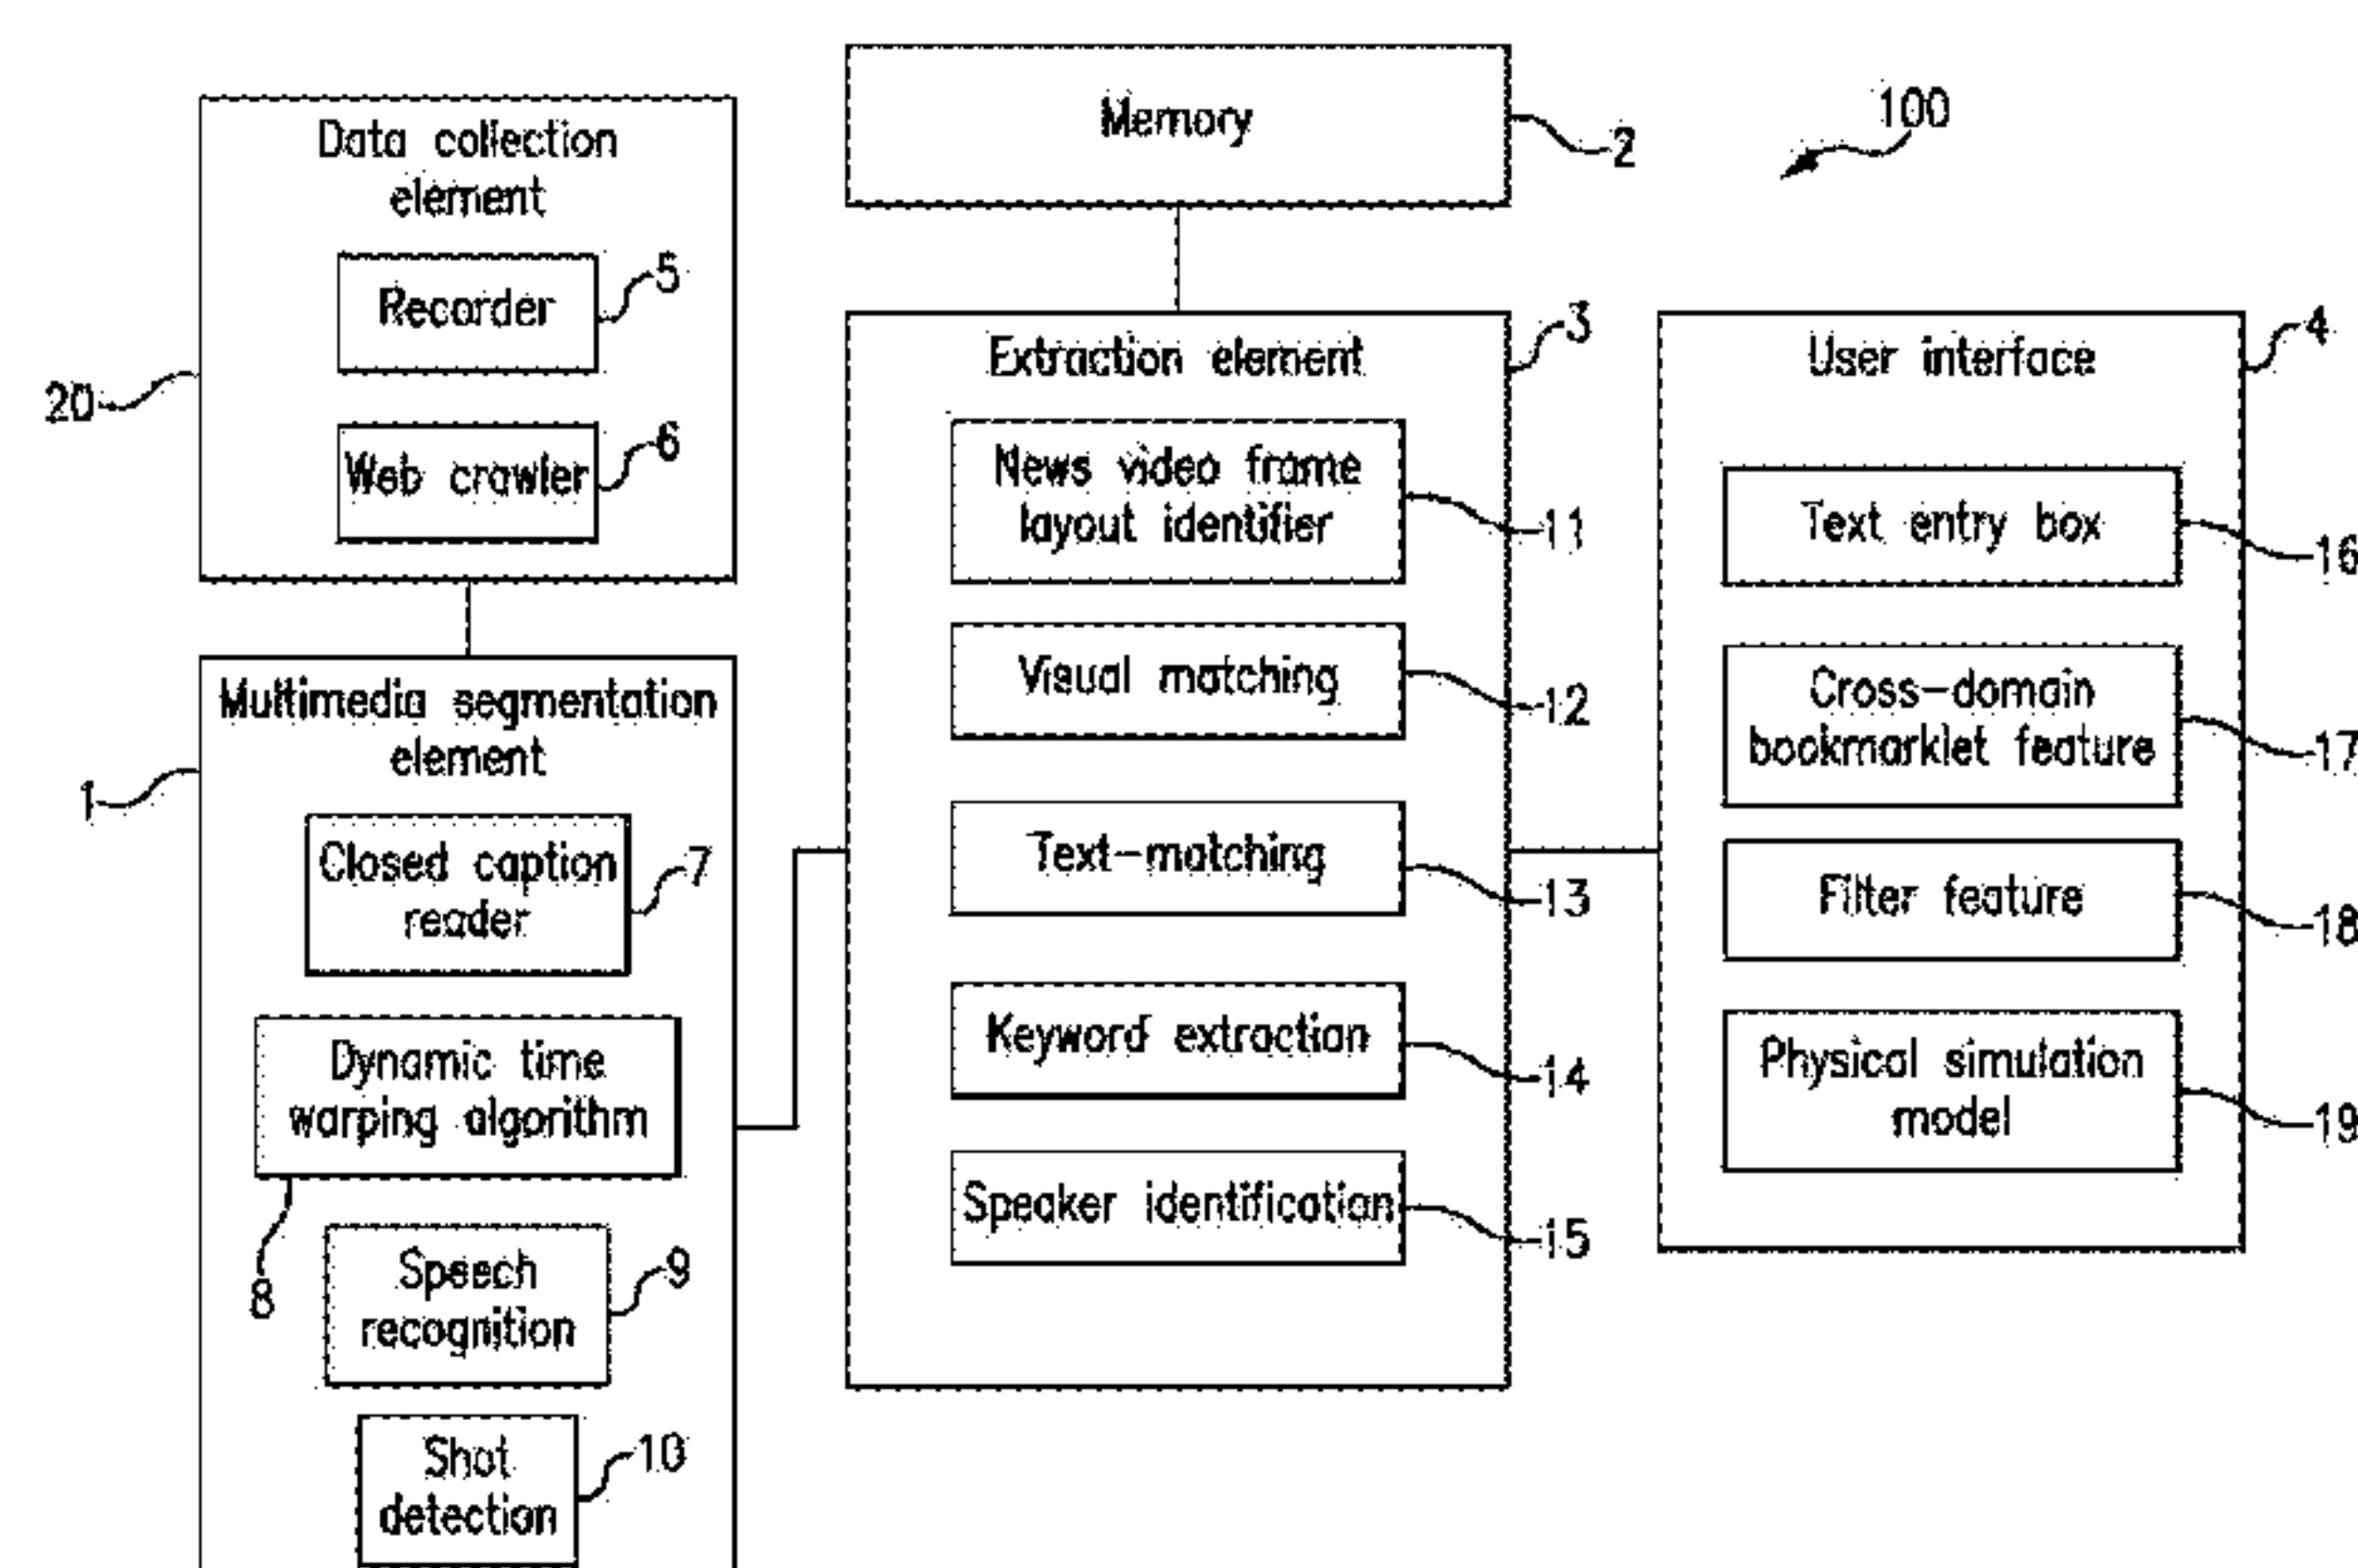 Memory
2
100
Data collection
element
Recorder
5
Web crawler
6
20
Multimedia segmentation
element
1
Closed caption
reader
7
Dynamic time
warping algorithm
8
Speech
recognition
9
Shot
detection
10
Extraction element
3
News video frame
layout identifier
11
Visual matching
12
Text-matching
13
Keyword extraction
14
Speaker identification
15
User interface
4
Text entry box
16
Cross-domain
bookmarklet feature
17
Filter feature
18
Physical simulation
model
19